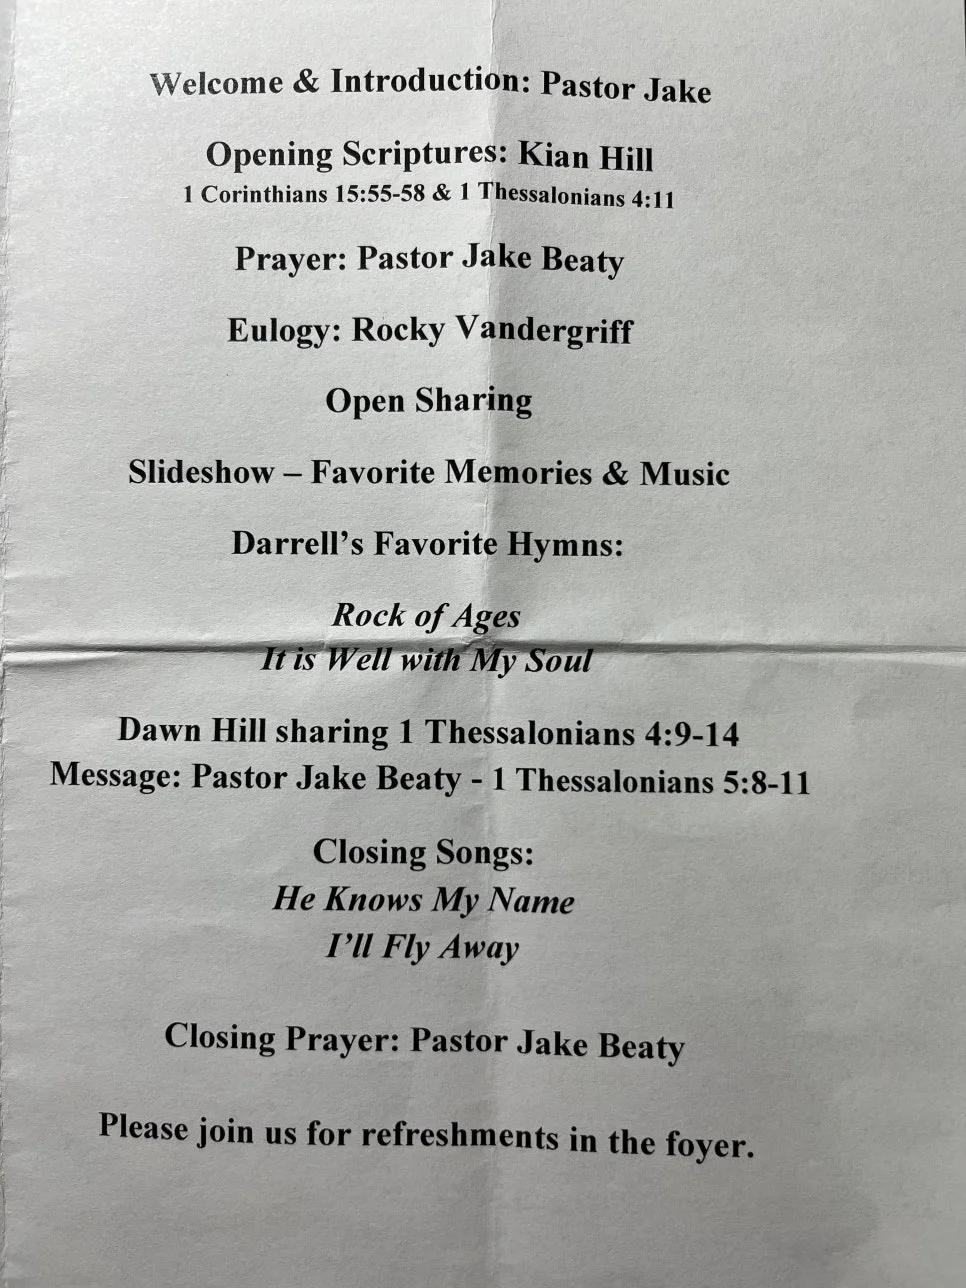 Welcome & Introduction: Pastor Jake
Opening Scriptures: Kian Hill
1 Corinthians 15:55-58 & 1 Thessalonians 4:11
Prayer: Pastor Jake Beaty
Eulogy: Rocky Vandergriff
Open Sharing
Slideshow – Favorite Memories & Music
Darrell’s Favorite Hymns:
Rock of Ages
It is Well with My Soul
Dawn Hill sharing 1 Thessalonians 4:9-14
Message: Pastor Jake Beaty - 1 Thessalonians 5:8-11
Closing Songs:
He Knows My Name
I’ll Fly Away
Closing Prayer: Pastor Jake Beaty
Please join us for refreshments in the foyer.